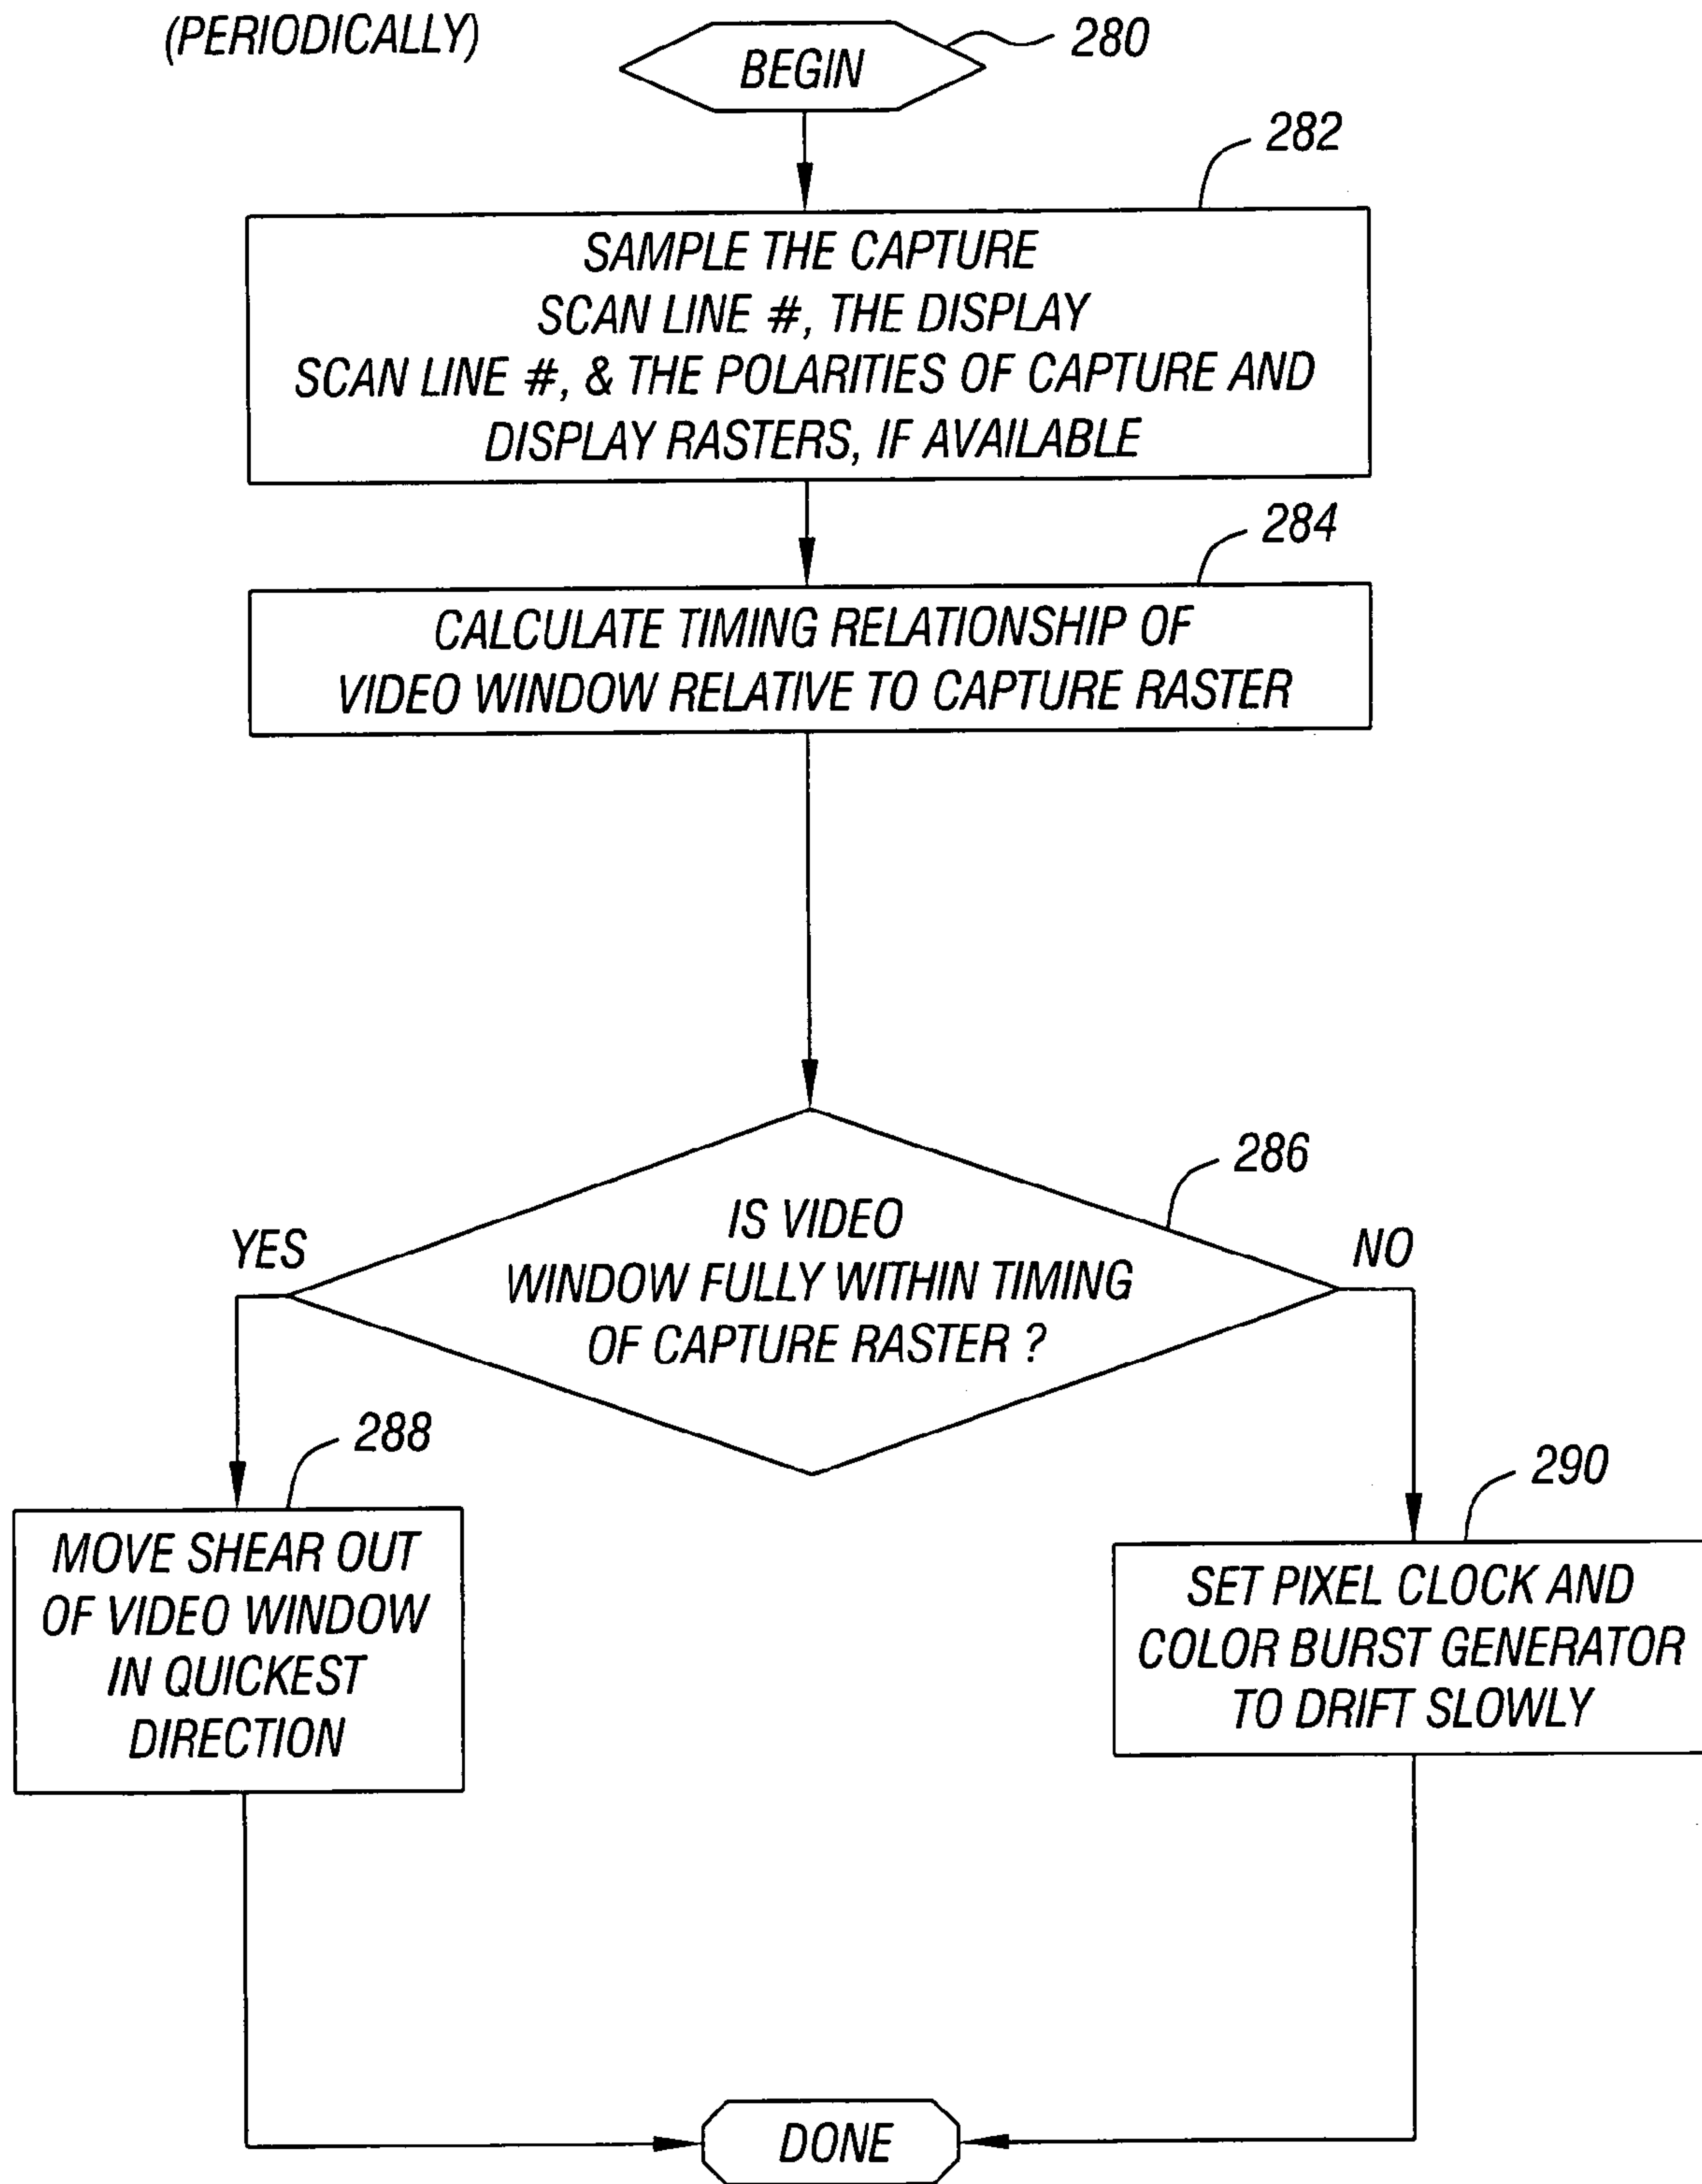 (PERIODICALLY)
BEGIN
280
282
SAMPLE THE CAPTURE
SCAN LINE #, THE DISPLAY
SCAN LINE #, & THE POLARITIES OF CAPTURE AND
DISPLAY RASTERS, IF AVAILABLE
284
CALCULATE TIMING RELATIONSHIP OF
VIDEO WINDOW RELATIVE TO CAPTURE RASTER
286
IS VIDEO
WINDOW FULLY WITHIN TIMING
OF CAPTURE RASTER ?
YES
NO
288
MOVE SHEAR OUT
OF VIDEO WINDOW
IN QUICKEST
DIRECTION
290
SET PIXEL CLOCK AND
COLOR BURST GENERATOR
TO DRIFT SLOWLY
DONE